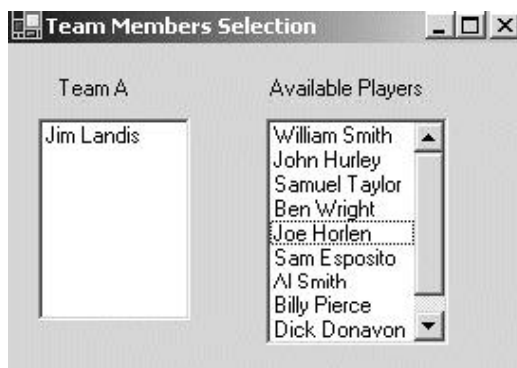 Team Members Selection
Team A
Available Players
Jim Landis
William Smith
John Hurley
Samuel Taylor
Ben Wright
Joe Horlen
Sam Esposito
Al Smith
Billy Pierce
Dick Donavon